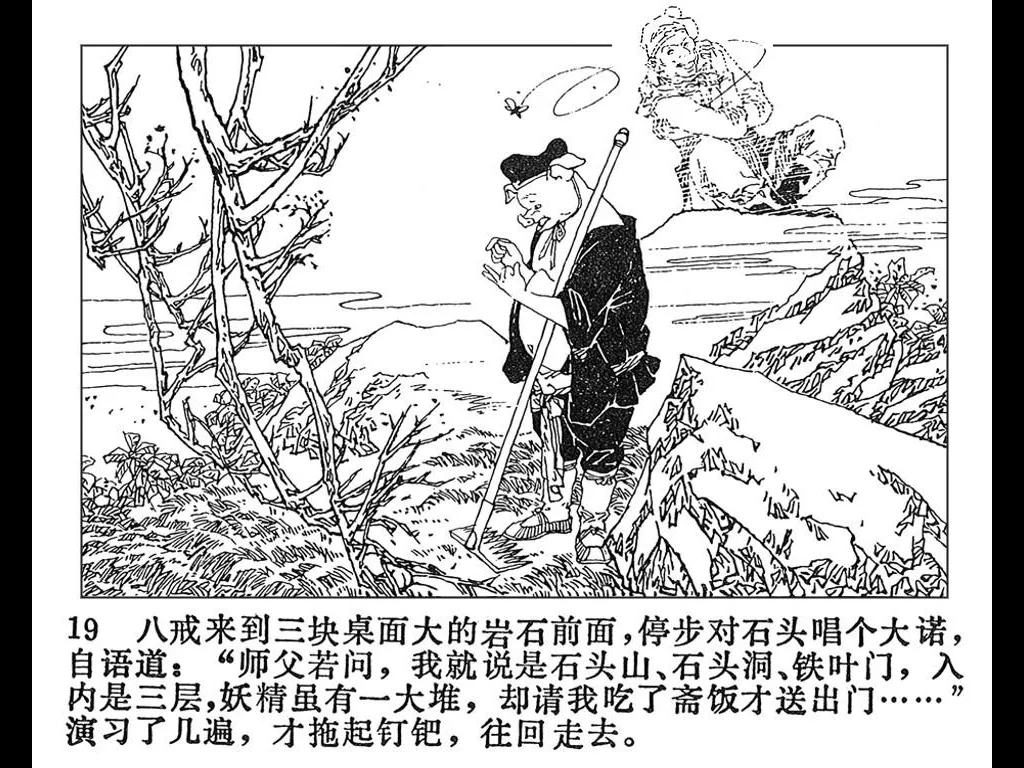 19 八戒来到三块桌面大的岩石前面，停步对石头唱个大诺，
自语道：“师父若问，我就说是石头山、石头洞、铁叶门，入
内是三层，妖精虽有一大堆，却请我吃了斋饭才送出门……”
演习了几遍，才拖起钉钯，往回走去。